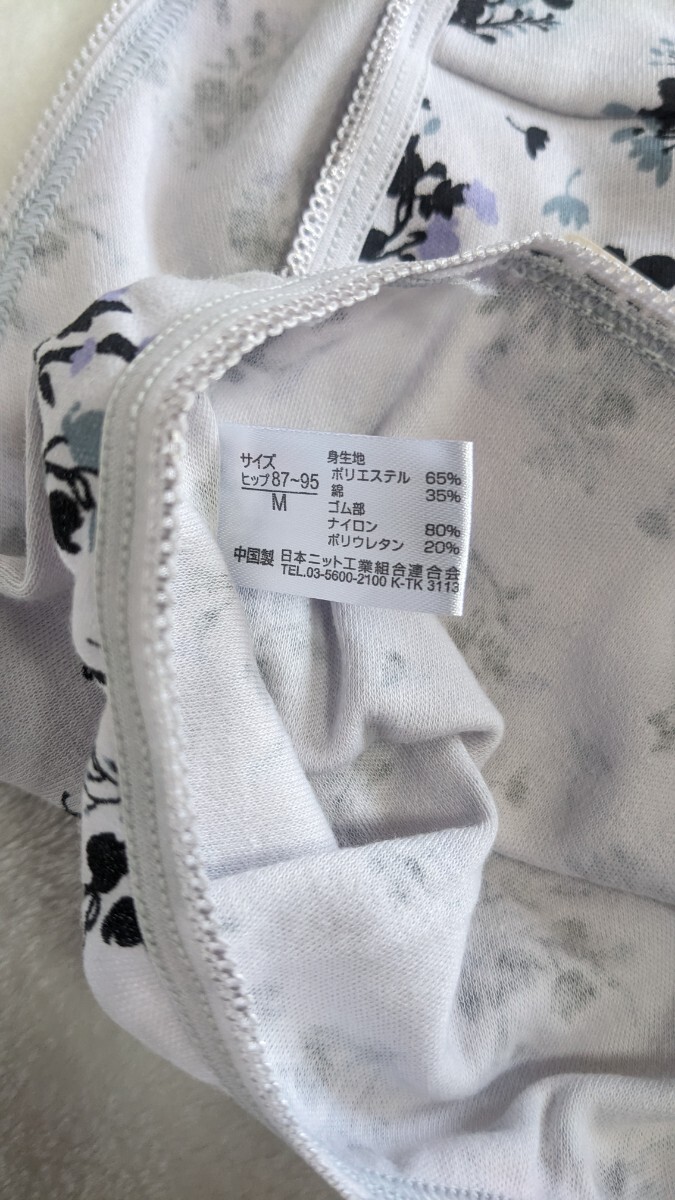 サイズ
ヒップ87~95
M
身生地
ポリエステル 65%
綿 35%
ゴム部
ナイロン 80%
ポリウレタン 20%
中国製 日本ニット工業組合連合会
TEL.03-5600-2100 K-TK 3113